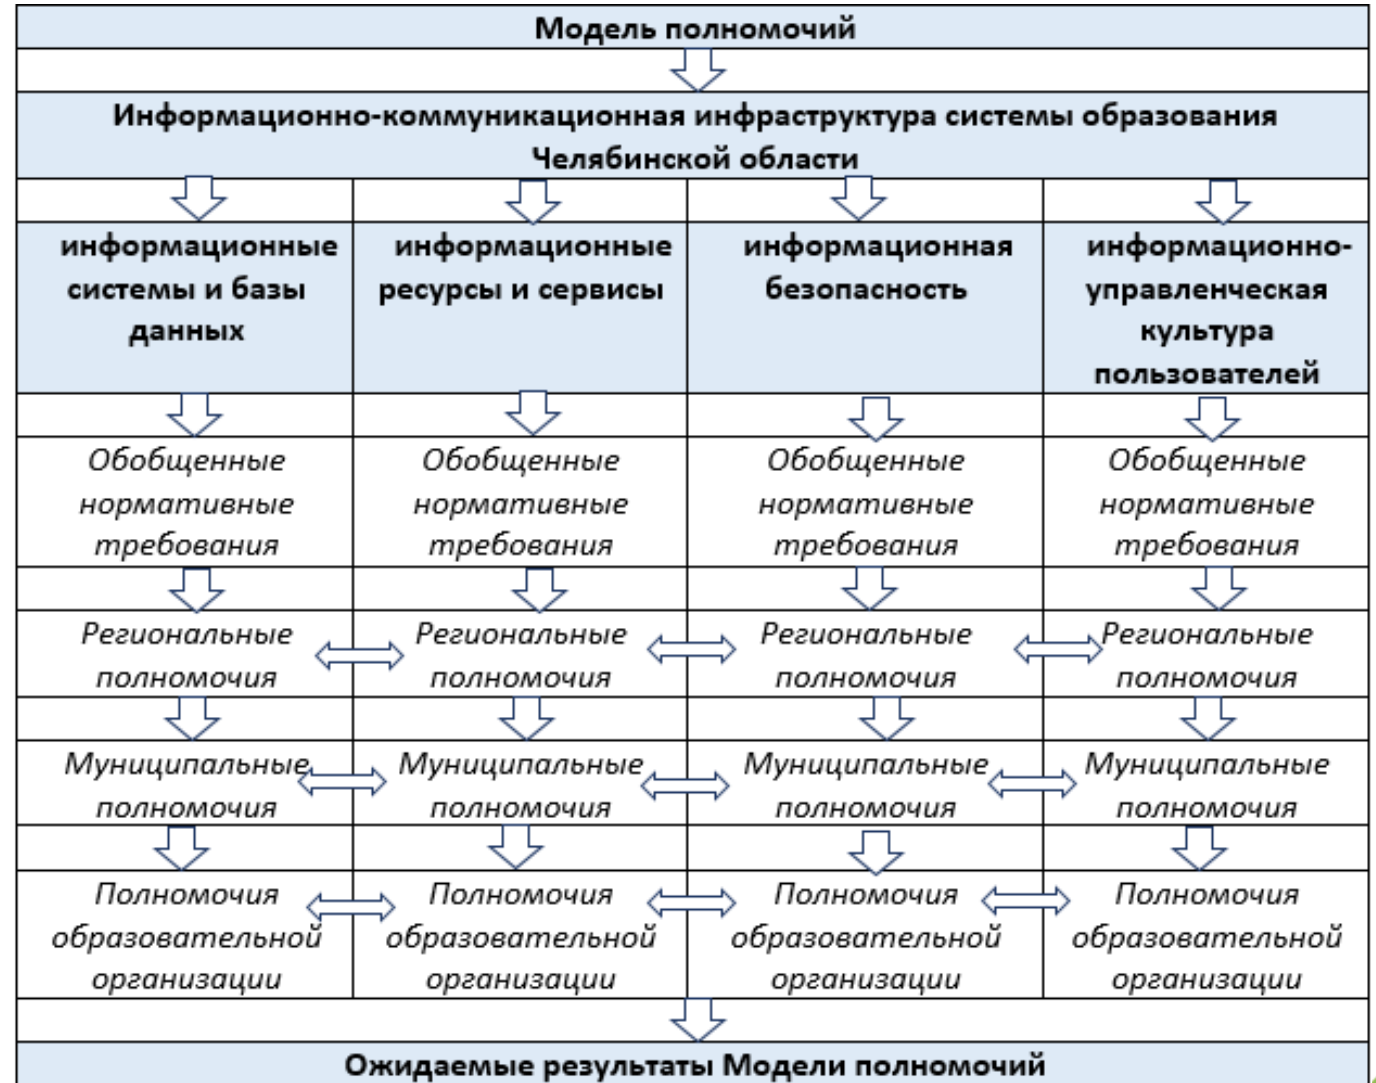 Модель полномочий
Информационно-коммуникационная инфраструктура системы образования
Челябинской области
информационные
системы и базы
данных
информационные
ресурсы и сервисы
информационная
безопасность
информационно-
управленческая
культура
пользователей
Обобщенные
нормативные
требования
Обобщенные
нормативные
требования
Обобщенные
нормативные
требования
Обобщенные
нормативные
требования
Региональные
полномочия
Региональные
полномочия
Региональные
полномочия
Региональные
полномочия
Муниципальные
полномочия
Муниципальные
полномочия
Муниципальные
полномочия
Муниципальные
полномочия
Полномочия
образовательной
организации
Полномочия
образовательной
организации
Полномочия
образовательной
организации
Полномочия
образовательной
организации
Ожидаемые результаты Модели полномочий